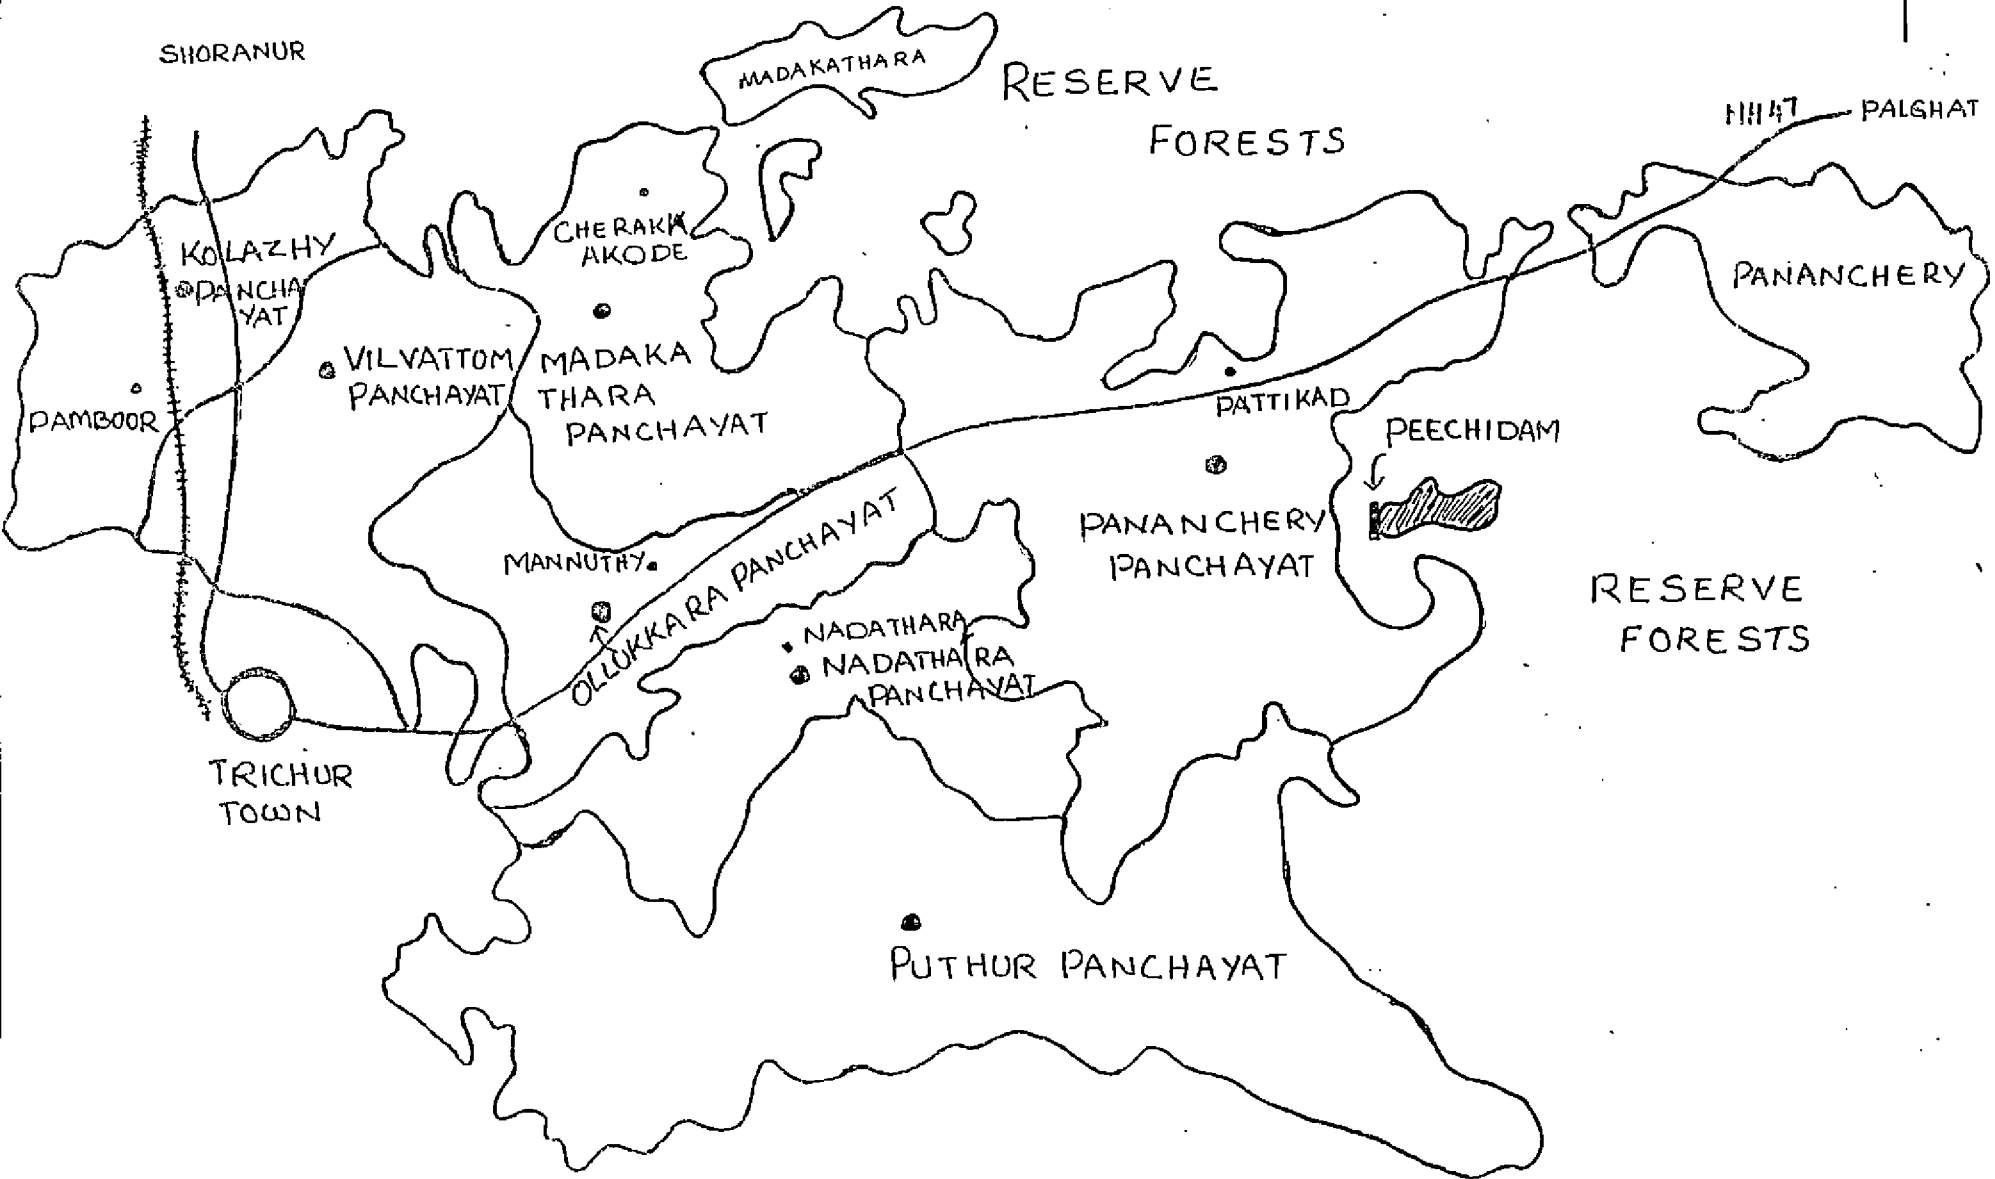 SHORANUR
MADAKATHARA
RESERVE
FORESTS
NH47
PALGHAT
KOLAZHY
PANCHA
YAT
CHERAKK
AKODE
PANANCHERY
VILVATTOM
PANCHAYAT
MADAKA
THARA
PANCHAYAT
PAMBOOR
PATTIKAD
PEECHIDAM
PANANCHERY
PANCHAYAT
MANNUTHY
OLLUKKARA PANCHAYAT
NADATHARA
NADATHARA
PANCHAYAT
RESERVE
FORESTS
TRICHUR
TOWN
PUTHUR PANCHAYAT